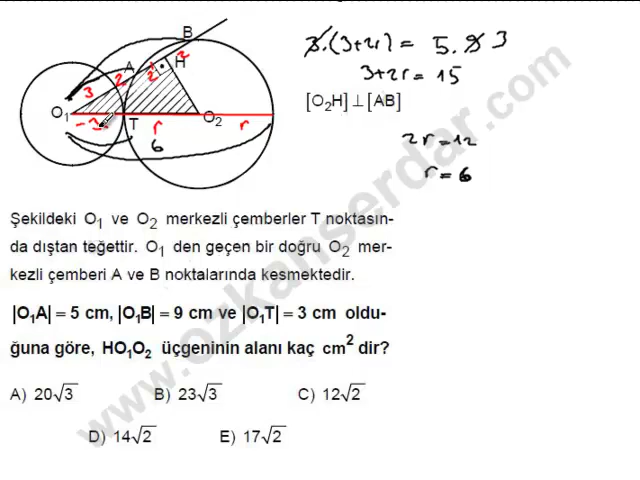 B
A
H
2
2
2
3
O₁
T
O₂
3
r
r
6
3.(3+2r) = 5.9 3
3+2r = 15
[O₂H] ⊥ [AB]
2r = 12
r = 6
Şekildeki O₁ ve O₂ merkezli çemberler T noktasın-
da dıştan teğettir. O₁ den geçen bir doğru O₂ mer-
kezli çemberi A ve B noktalarında kesmektedir.
|O₁A| = 5 cm, |O₁B| = 9 cm ve |O₁T| = 3 cm oldu-
ğuna göre, HO₁O₂ üçgeninin alanı kaç cm² dir?
A) 20√3 B) 23√3 C) 12√2
D) 14√2 E) 17√2
www.ozkanserdar.com